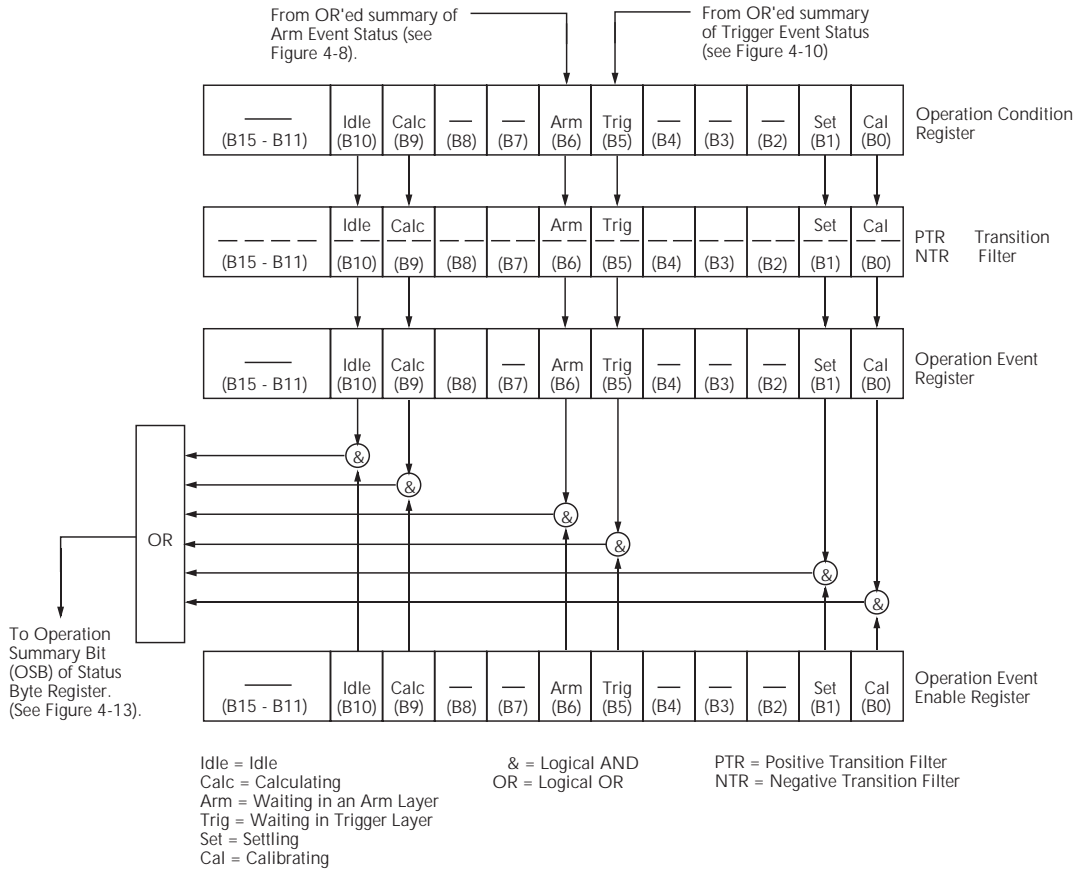 From OR'ed summary of
Arm Event Status (see
Figure 4-8).
From OR'ed summary
of Trigger Event Status
(see Figure 4-10)
Idle Calc — — Arm Trig — — — Set Cal
(B15 - B11) (B10) (B9) (B8) (B7) (B6) (B5) (B4) (B3) (B2) (B1) (B0)
Operation Condition
Register
Idle Calc Arm Trig Set Cal
(B15 - B11) (B10) (B9) (B8) (B7) (B6) (B5) (B4) (B3) (B2) (B1) (B0)
PTR Transition
NTR Filter
Idle Calc — Arm Trig — — — Set Cal
(B15 - B11) (B10) (B9) (B8) (B7) (B6) (B5) (B4) (B3) (B2) (B1) (B0)
Operation Event
Register
&
&
&
&
&
&
OR
To Operation
Summary Bit
(OSB) of Status
Byte Register.
(See Figure 4-13).
Idle Calc — — Arm Trig — — — Set Cal
(B15 - B11) (B10) (B9) (B8) (B7) (B6) (B5) (B4) (B3) (B2) (B1) (B0)
Operation Event
Enable Register
Idle = Idle
Calc = Calculating
Arm = Waiting in an Arm Layer
Trig = Waiting in Trigger Layer
Set = Settling
Cal = Calibrating
& = Logical AND
OR = Logical OR
PTR = Positive Transition Filter
NTR = Negative Transition Filter